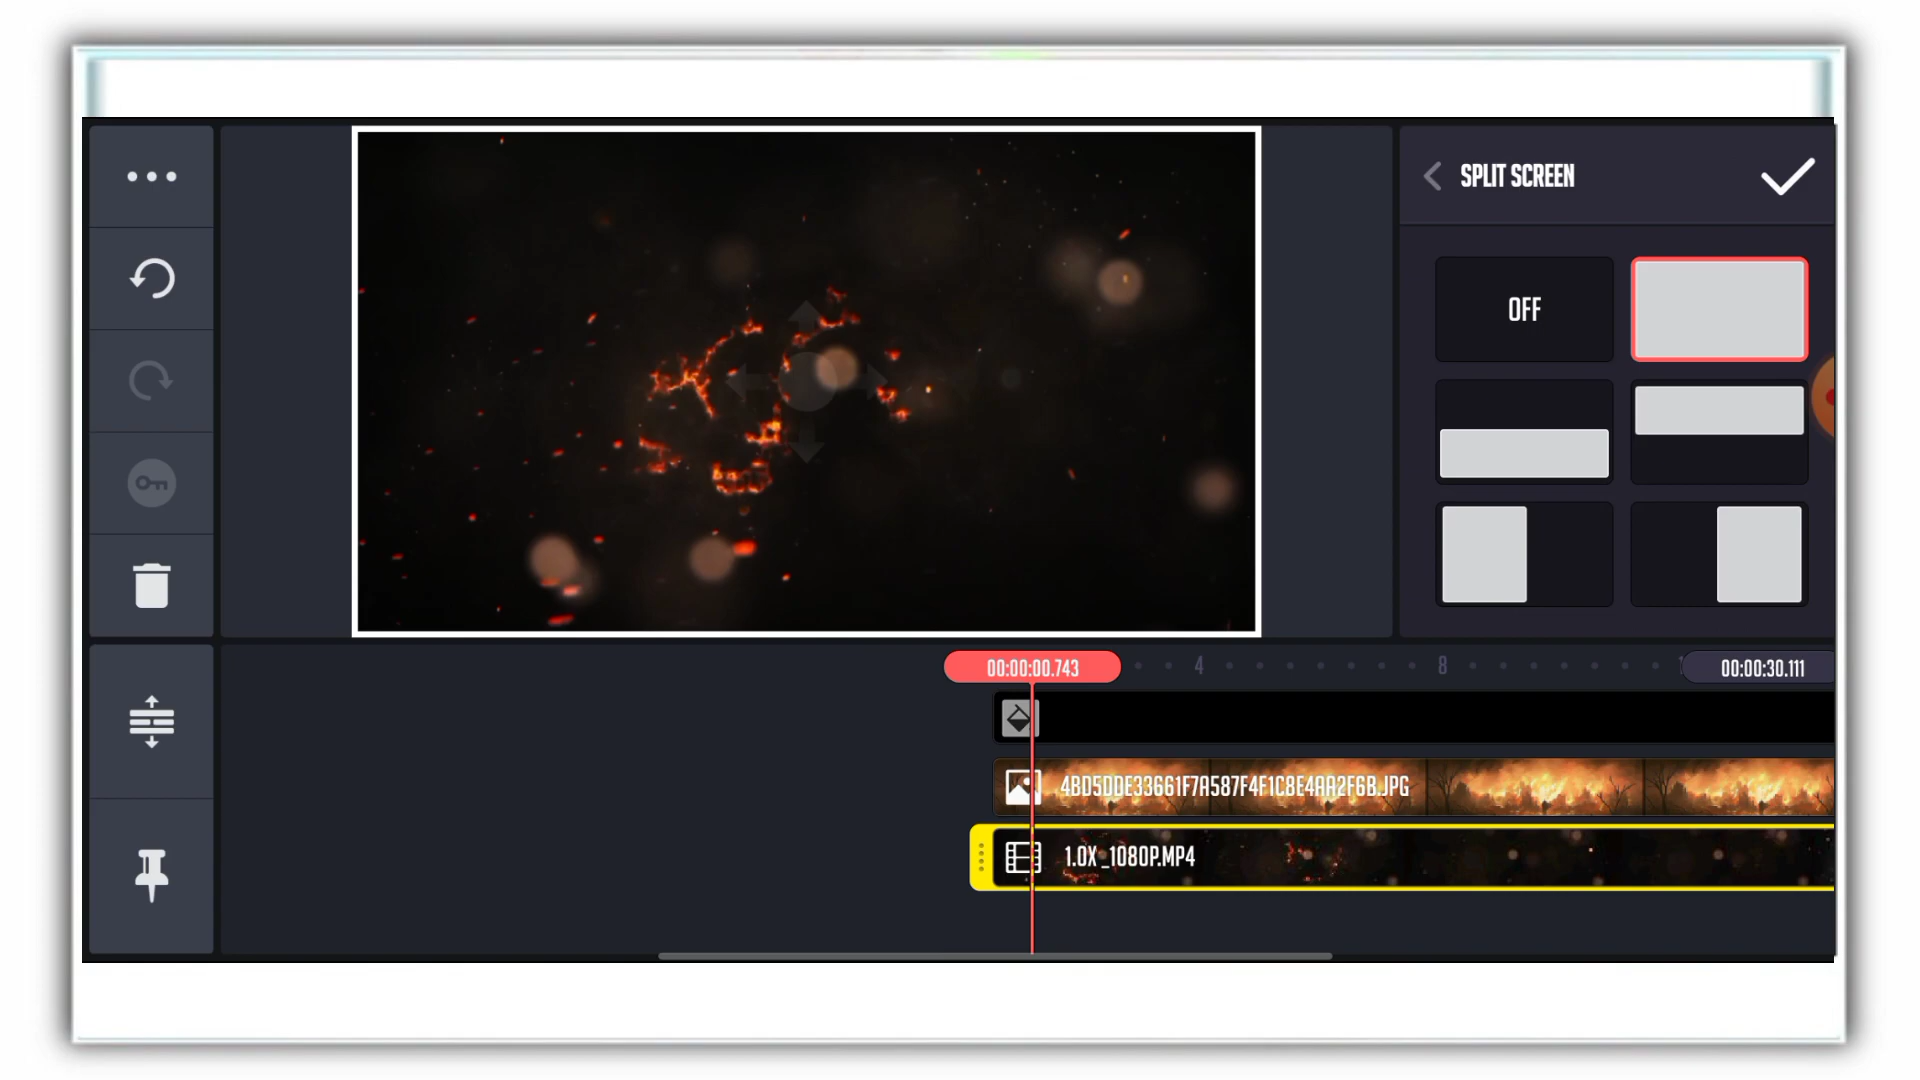 SPLIT SCREEN
OFF
00:00:00.743
4
8
00:00:30.111
4BD5DDE33661F7A587F4F1C8E4AA2F6B.JPG
1.0X_1080P.MP4